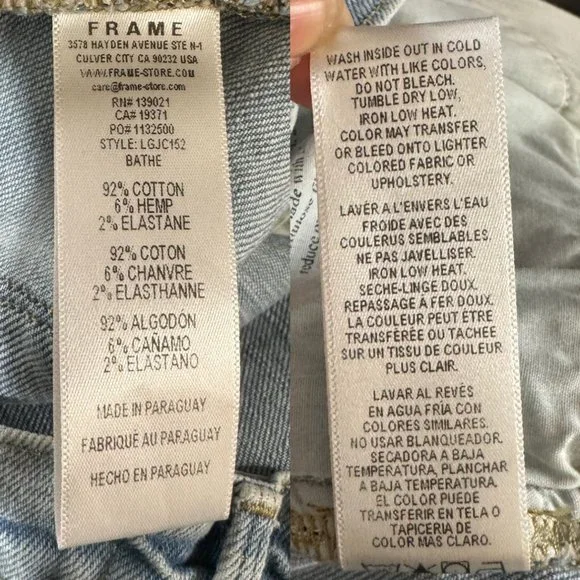 FRAME
3578 HAYDEN AVENUE STE N-1
CULVER CITY CA 90232 USA
WWW.FRAME-STORE.COM
care@frame-store.com
RN# 139021
CA# 19371
PO# 1132500
STYLE: LGJC152
BATHE
92% COTTON
6% HEMP
2% ELASTANE
92% COTON
6% CHANVRE
2% ELASTHANNE
92% ALGODON
6% CAÑAMO
2% ELASTANO
MADE IN PARAGUAY
FABRIQUÉ AU PARAGUAY
HECHO EN PARAGUAY
WASH INSIDE OUT IN COLD
WATER WITH LIKE COLORS,
DO NOT BLEACH.
TUMBLE DRY LOW,
IRON LOW HEAT.
COLOR MAY TRANSFER
OR BLEED ONTO LIGHTER
COLORED FABRIC OR
UPHOLSTERY.
LAVÉR A L'ENVERS L'EAU
FROIDE AVEC DES
COULERUS SEMBLABLES.
NE PAS JAVELLISER.
IRON LOW HEAT.
SECHE-LINGE DOUX.
REPASSAGE À FER DOUX.
LA COULEUR PEUT ÊTRE
TRANSFÉRÉE OU TACHEE
SUR UN TISSU DE COULEUR
PLUS CLAIR.
LAVAR AL REVÉS
EN AGUA FRÍA CON
COLORES SIMILARES.
NO USAR BLANQUEADOR.
SECADORA A BAJA
TEMPERATURA, PLANCHAR
A BAJA TEMPERATURA.
EL COLOR PUEDE
TRANSFERIR EN TELA O
TAPICERIA DE
COLOR MAS CLARO.
reduce